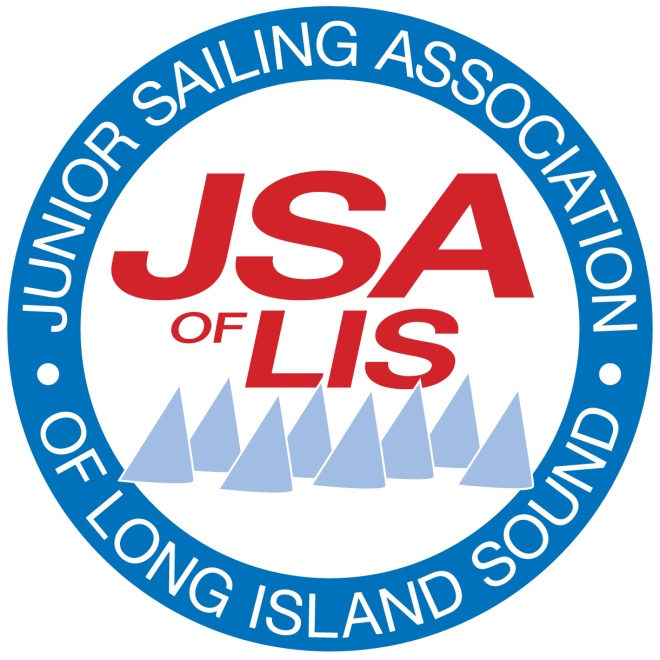 JUNIOR SAILING ASSOCIATION
JSA
OF LIS
• OF LONG ISLAND SOUND •